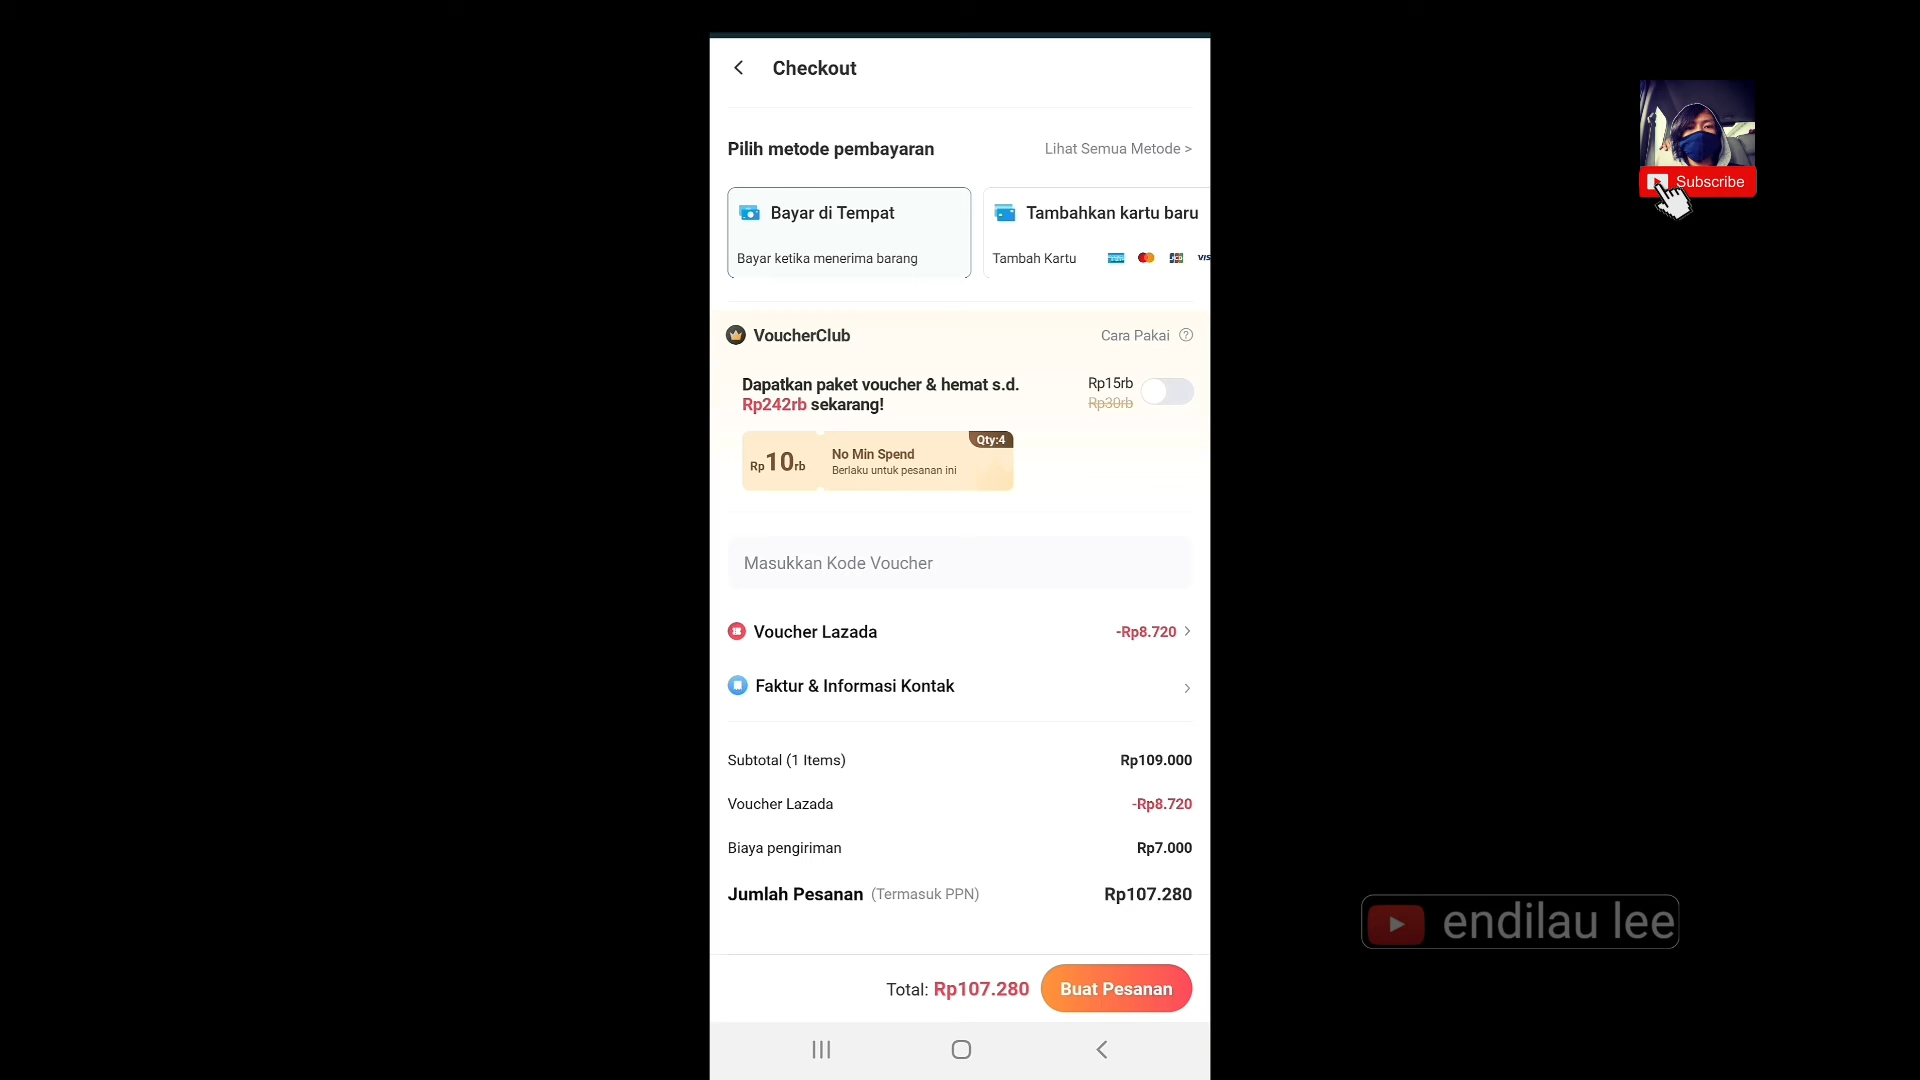 Checkout
Pilih metode pembayaran
Lihat Semua Metode >
Bayar di Tempat
Bayar ketika menerima barang
Tambahkan kartu baru
Tambah Kartu
JCB
VIS
VoucherClub
Cara Pakai ?
Dapatkan paket voucher & hemat s.d.
Rp242rb sekarang!
Rp15rb
Rp30rb
Rp10rb
Qty:4
No Min Spend
Berlaku untuk pesanan ini
Masukkan Kode Voucher
Voucher Lazada
-Rp8.720
Faktur & Informasi Kontak
Subtotal (1 Items)
Rp109.000
Voucher Lazada
-Rp8.720
Biaya pengiriman
Rp7.000
Jumlah Pesanan (Termasuk PPN)
Rp107.280
Total: Rp107.280
Buat Pesanan
Subscribe
endilau lee